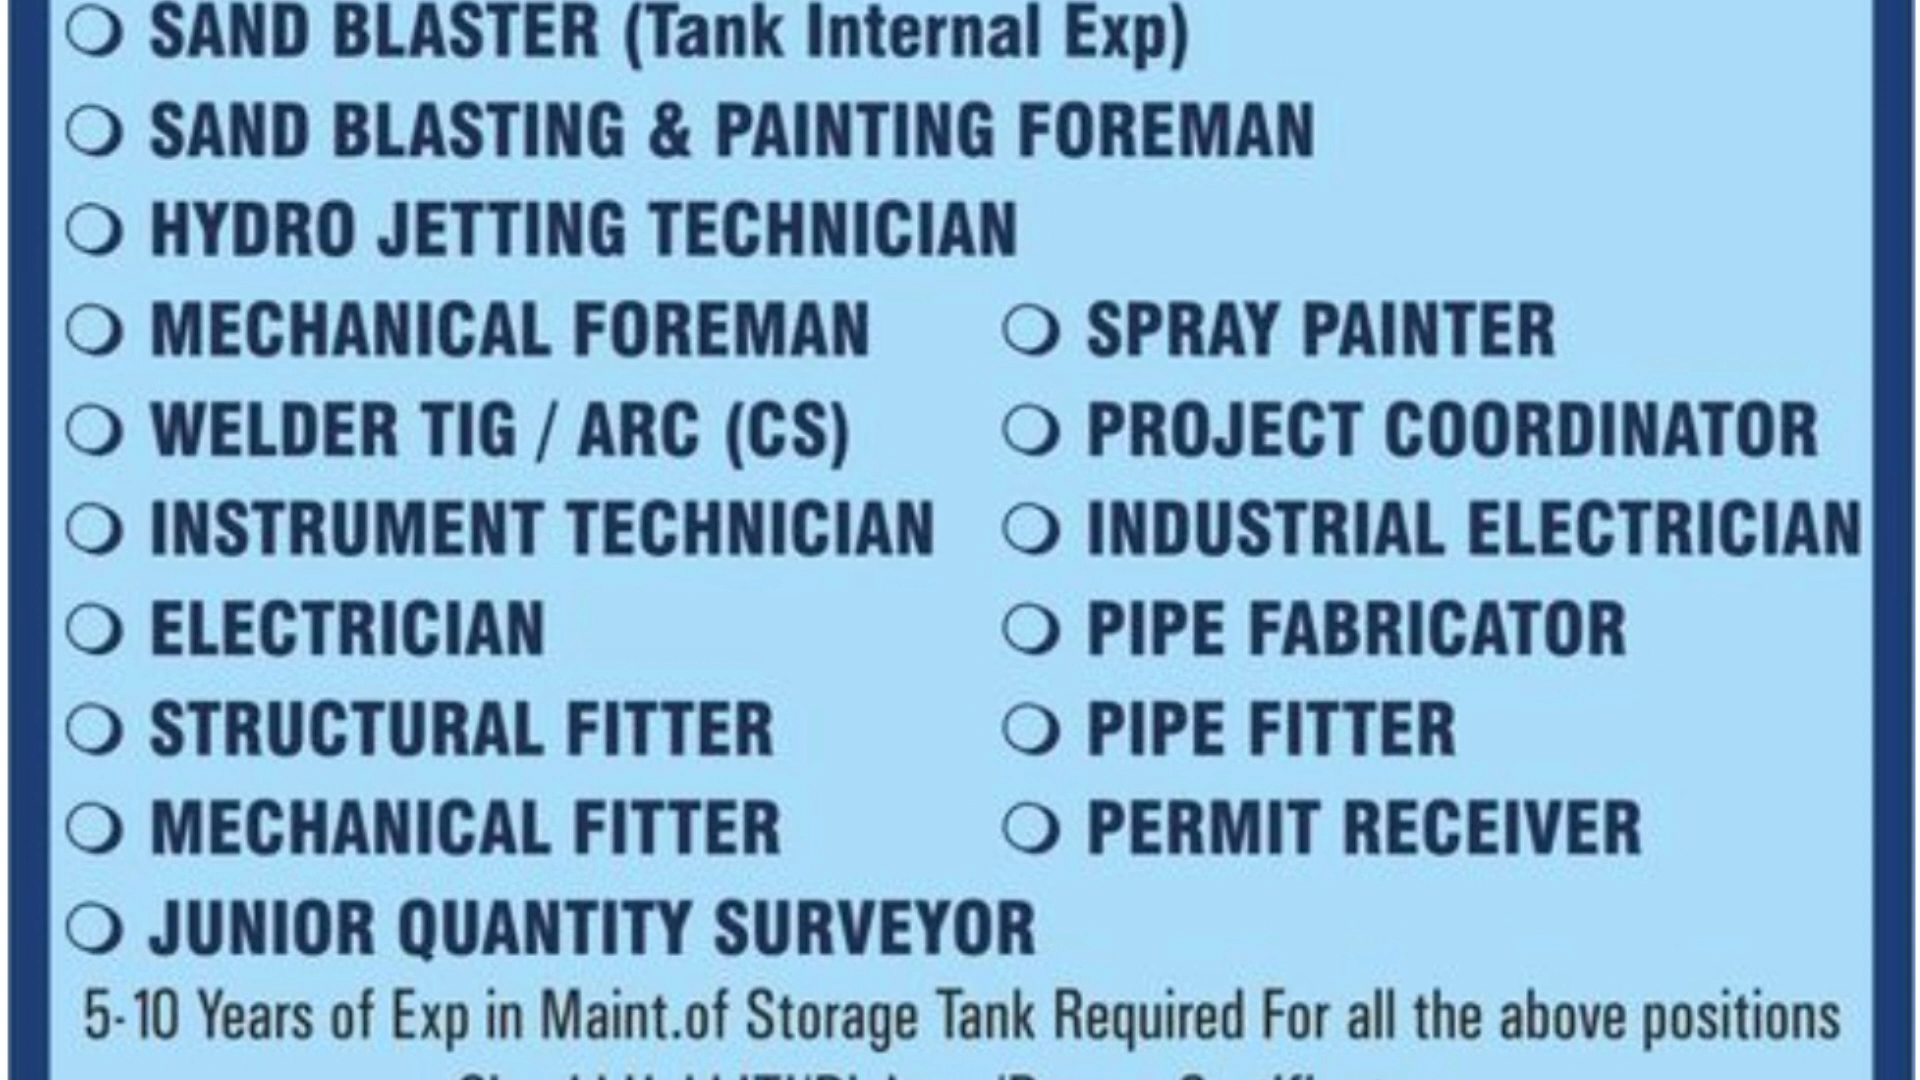 SAND BLASTER (Tank Internal Exp)
SAND BLASTING & PAINTING FOREMAN
HYDRO JETTING TECHNICIAN
MECHANICAL FOREMAN
SPRAY PAINTER
WELDER TIG / ARC (CS)
PROJECT COORDINATOR
INSTRUMENT TECHNICIAN
INDUSTRIAL ELECTRICIAN
ELECTRICIAN
PIPE FABRICATOR
STRUCTURAL FITTER
PIPE FITTER
MECHANICAL FITTER
PERMIT RECEIVER
JUNIOR QUANTITY SURVEYOR
5-10 Years of Exp in Maint.of Storage Tank Required For all the above positions